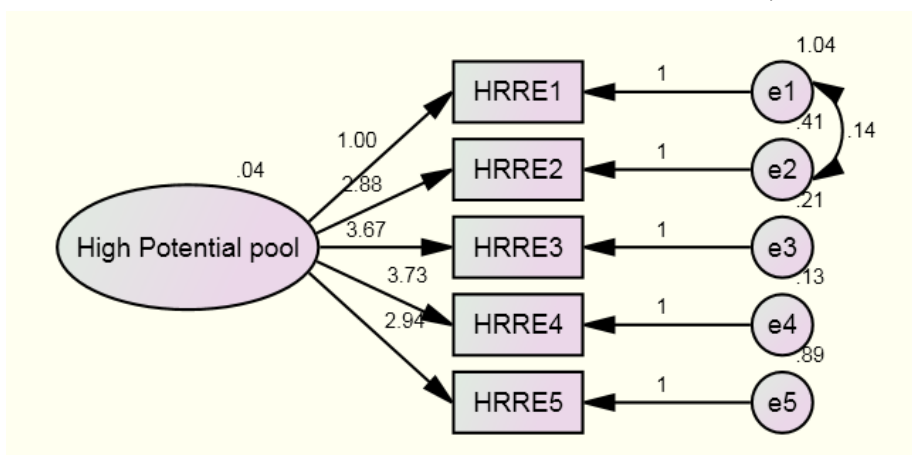 1.04
HRRE1
1
e1
1.00
.41
.14
.04
2.88
HRRE2
1
e2
.21
High Potential pool
3.67
HRRE3
1
e3
3.73
.13
HRRE4
1
e4
2.94
.89
HRRE5
1
e5